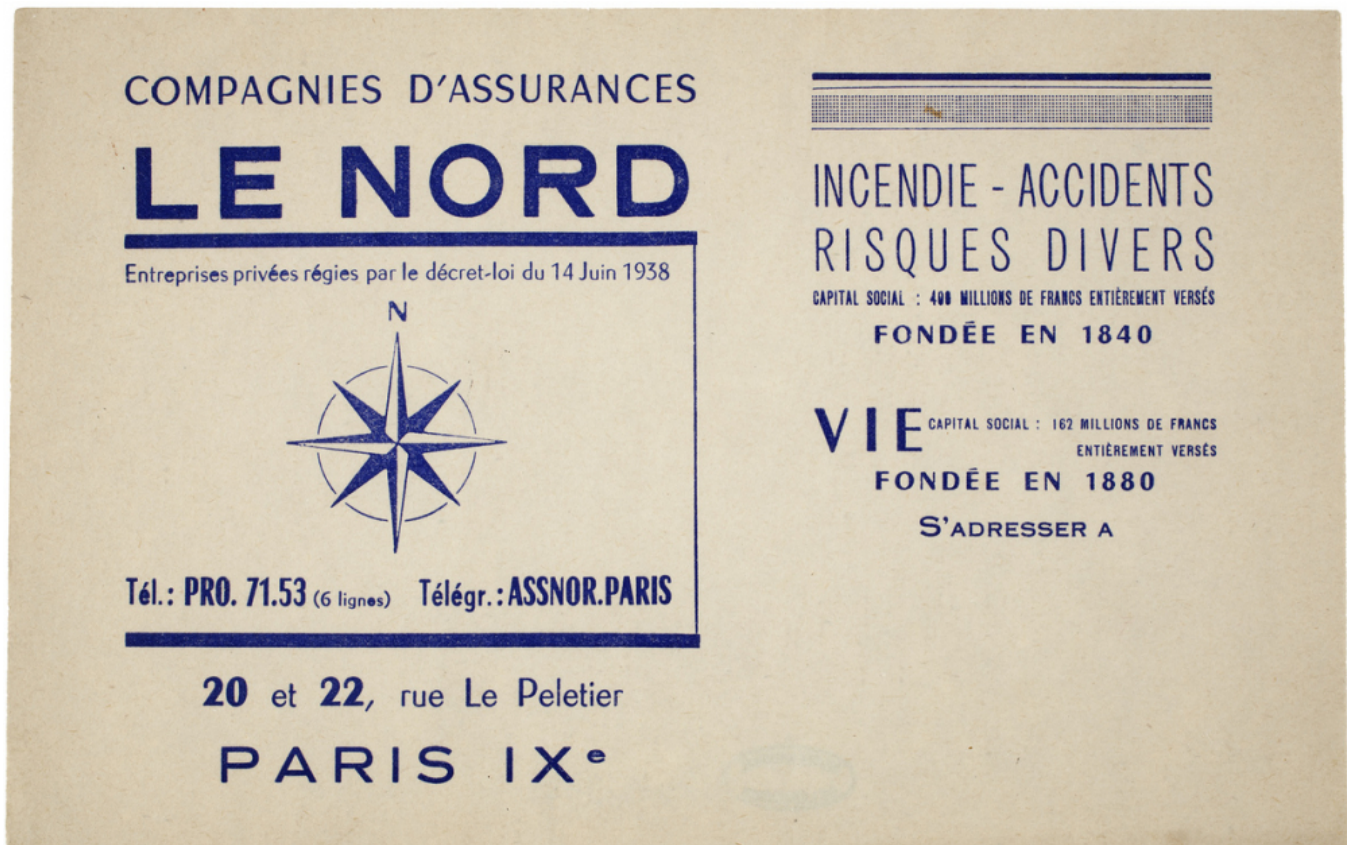 COMPAGNIES D'ASSURANCES
LE NORD
Entreprises privées régies par le décret-loi du 14 Juin 1938
N
Tél.: PRO. 71.53 (6 lignes) Télégr.: ASSNOR.PARIS
20 et 22, rue Le Peletier
PARIS IXe
INCENDIE - ACCIDENTS
RISQUES DIVERS
CAPITAL SOCIAL : MILLIONS DE FRANCS ENTIÈREMENT VERSÉS
FONDÉE EN 1840
VIE CAPITAL SOCIAL : 162 MILLIONS DE FRANCS
ENTIÈREMENT VERSÉS
FONDÉE EN 1880
S'ADRESSER A